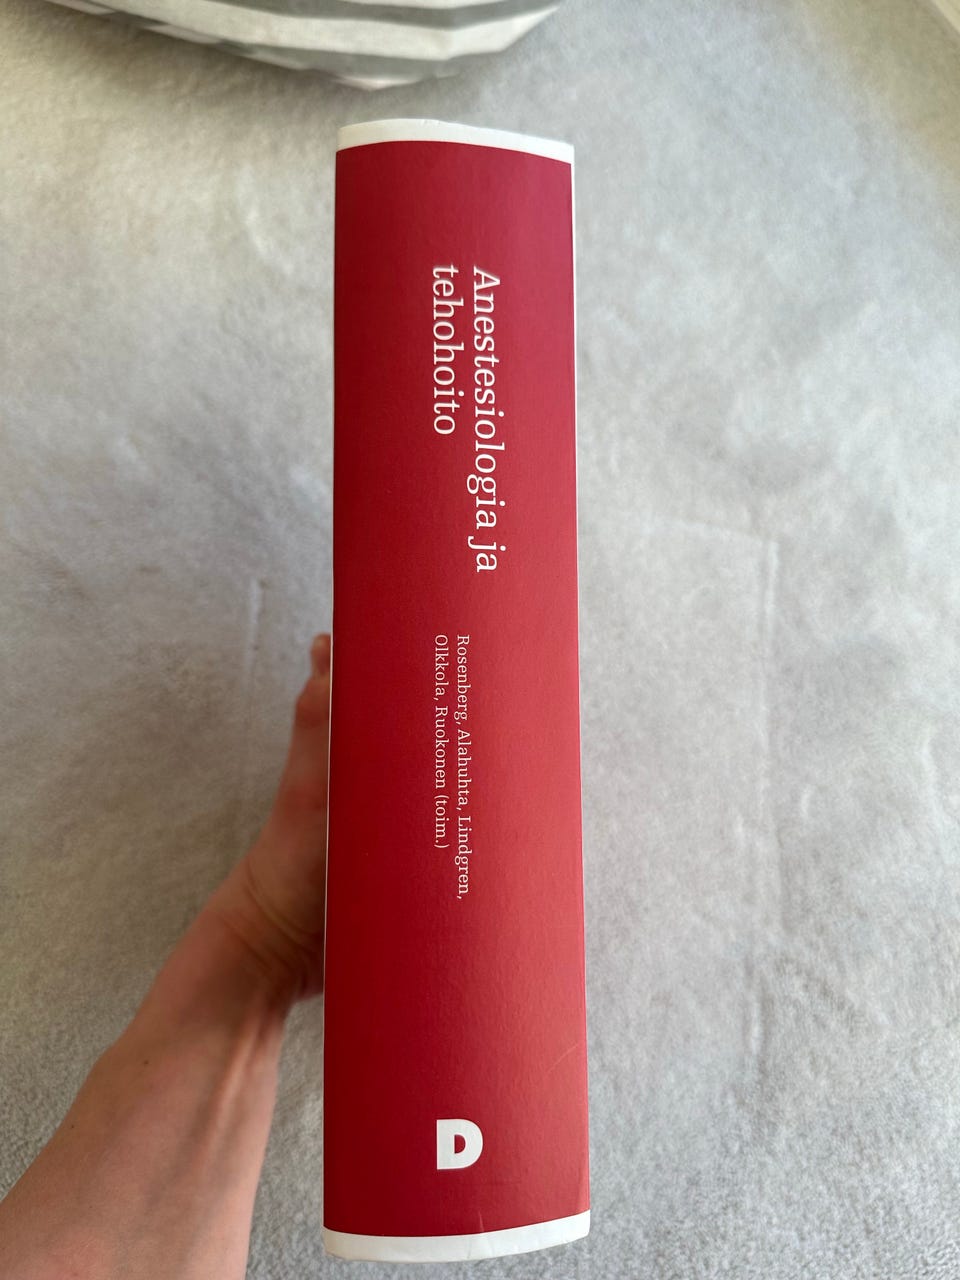 Anestesiologia ja
tehohoito
Rosenberg, Alahuhta, Lindgren,
Olkkola, Ruokonen (toim.)
D